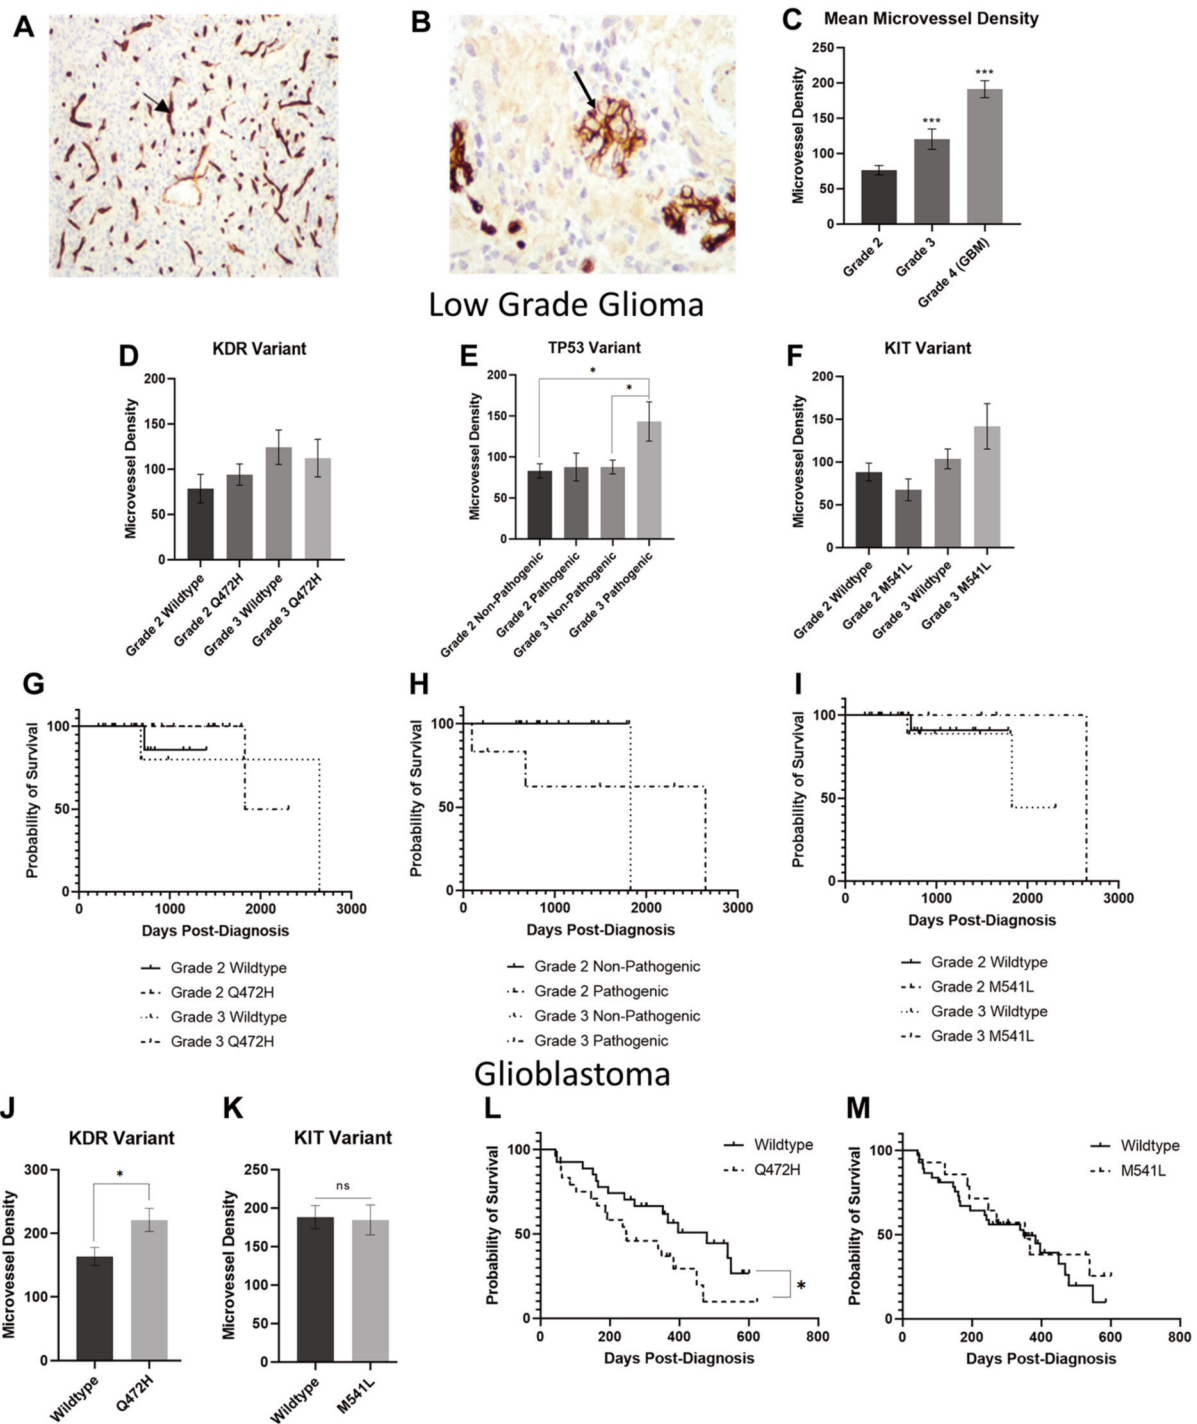 A
B
C
Mean Microvessel Density
Microvessel Density
250
200
150
100
50
0
Grade 2
Grade 3
Grade 4 (GBM)
***
***
Low Grade Glioma
D
KDR Variant
Microvessel Density
200
150
100
50
0
Grade 2 Wildtype
Grade 2 Q472H
Grade 3 Wildtype
Grade 3 Q472H
E
TP53 Variant
Microvessel Density
200
150
100
50
0
*
*
Grade 2 Non-Pathogenic
Grade 2 Pathogenic
Grade 3 Non-Pathogenic
Grade 3 Pathogenic
F
KIT Variant
Microvessel Density
200
150
100
50
0
Grade 2 Wildtype
Grade 2 M541L
Grade 3 Wildtype
Grade 3 M541L
G
Probability of Survival
100
50
0
0 1000 2000 3000
Days Post-Diagnosis
Grade 2 Wildtype
Grade 2 Q472H
Grade 3 Wildtype
Grade 3 Q472H
H
Probability of Survival
100
50
0
0 1000 2000 3000
Days Post-Diagnosis
Grade 2 Non-Pathogenic
Grade 2 Pathogenic
Grade 3 Non-Pathogenic
Grade 3 Pathogenic
I
Probability of Survival
100
50
0
0 1000 2000 3000
Days Post-Diagnosis
Grade 2 Wildtype
Grade 2 M541L
Grade 3 Wildtype
Grade 3 M541L
Glioblastoma
J
KDR Variant
Microvessel Density
300
200
100
0
*
Wildtype
Q472H
K
KIT Variant
Microvessel Density
250
200
150
100
50
0
ns
Wildtype
M541L
L
Probability of Survival
100
50
0
0 200 400 600 800
Days Post-Diagnosis
Wildtype
Q472H
*
M
Probability of Survival
100
50
0
0 200 400 600 800
Days Post-Diagnosis
Wildtype
M541L